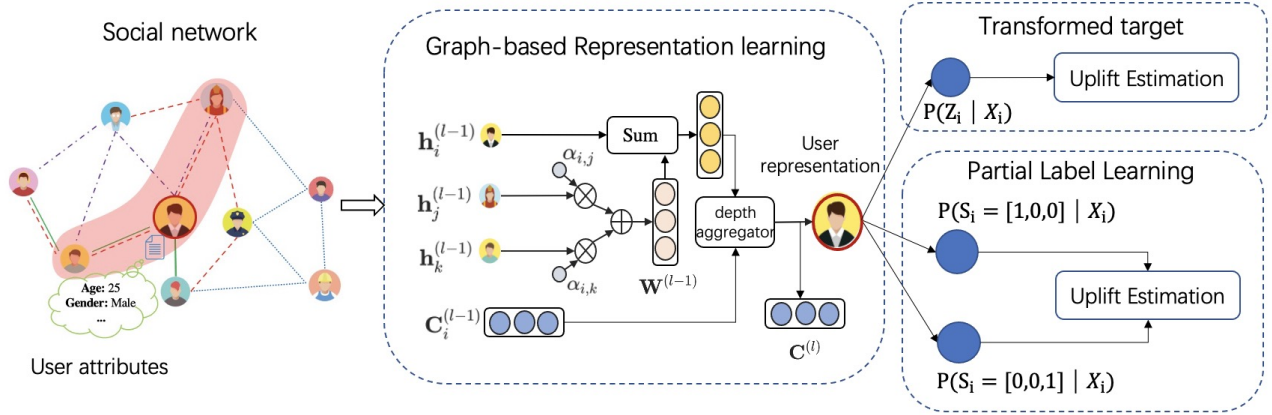 Social network
Age: 25
Gender: Male
...
User attributes
Graph-based Representation learning
h_i^{(l-1)}
Sum
α_{i,j}
h_j^{(l-1)}
h_k^{(l-1)}
α_{i,k}
W^{(l-1)}
C_i^{(l-1)}
depth
aggregator
C^{(l)}
User
representation
Transformed target
P(Z_i | X_i)
Uplift Estimation
Partial Label Learning
P(S_i = [1,0,0] | X_i)
Uplift Estimation
P(S_i = [0,0,1] | X_i)